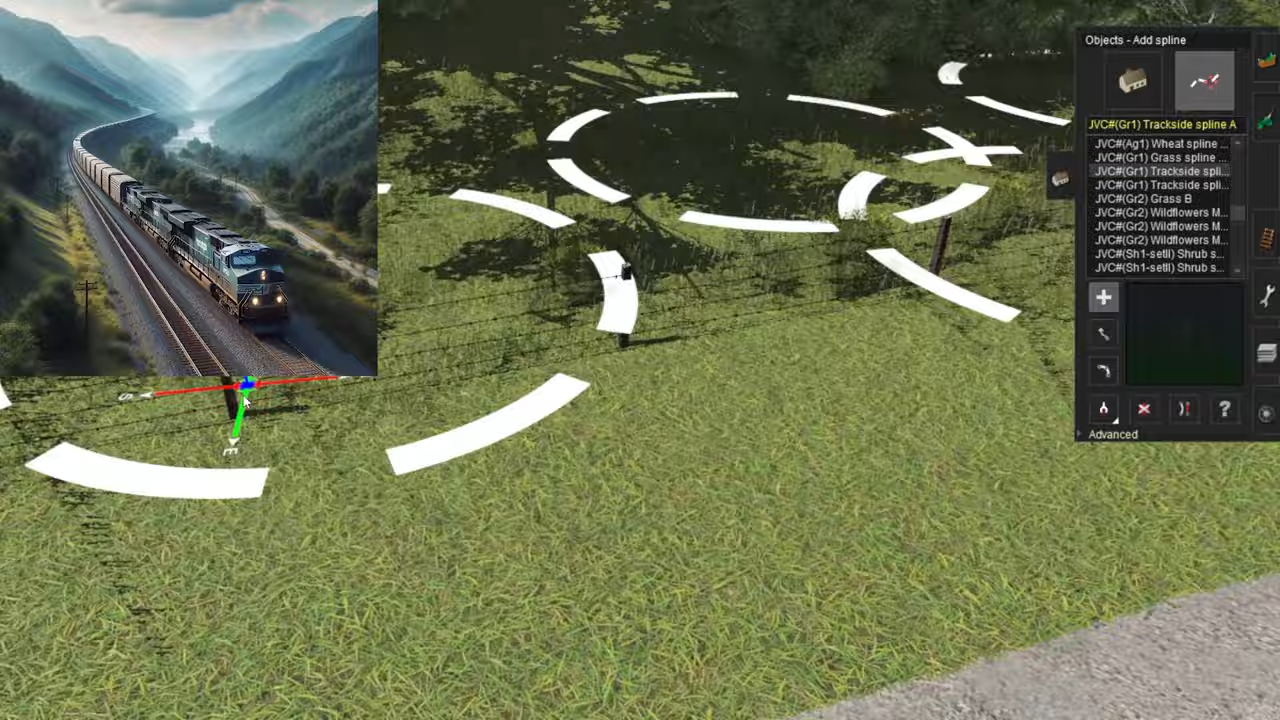 Objects - Add spline
JVC#(Gr1) Trackside spline A
JVC#(Ag1) Wheat spline ...
JVC#(Gr1) Grass spline ...
JVC#(Gr1) Trackside spli...
JVC#(Gr1) Trackside spli...
JVC#(Gr2) Grass B
JVC#(Gr2) Wildflowers M...
JVC#(Gr2) Wildflowers M...
JVC#(Gr2) Wildflowers M...
JVC#(Sh1-setII) Shrub s...
JVC#(Sh1-setII) Shrub s...
?
Advanced
S
E